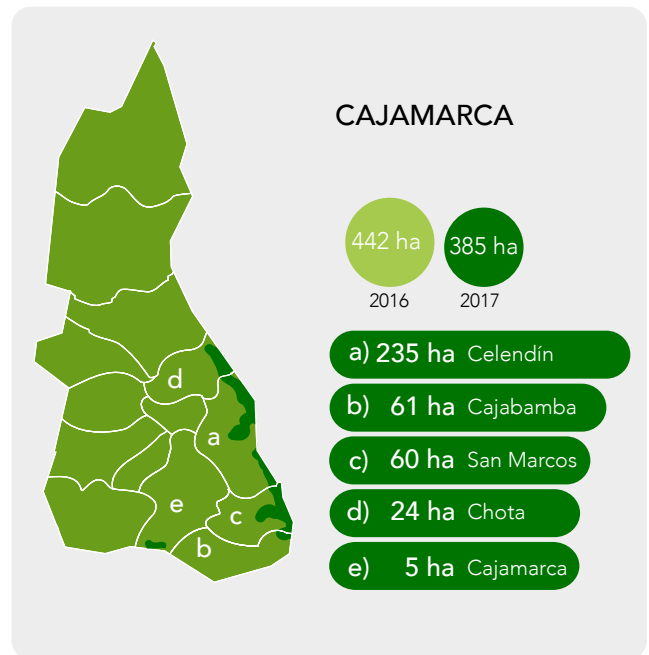 CAJAMARCA
442 ha
385 ha
2016
2017
a) 235 ha Celendín
b) 61 ha Cajabamba
c) 60 ha San Marcos
d) 24 ha Chota
e) 5 ha Cajamarca
d
a
e
c
b